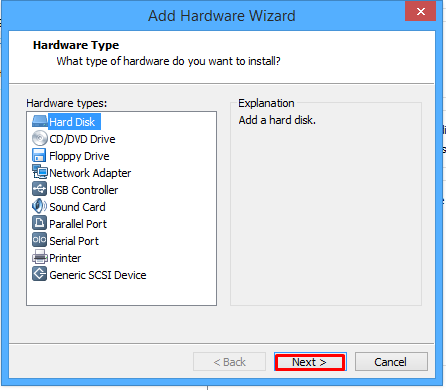 Add Hardware Wizard
Hardware Type
What type of hardware do you want to install?
Hardware types:
Hard Disk
CD/DVD Drive
Floppy Drive
Network Adapter
USB Controller
Sound Card
Parallel Port
Serial Port
Printer
Generic SCSI Device
Explanation
Add a hard disk.
< Back
Next >
Cancel